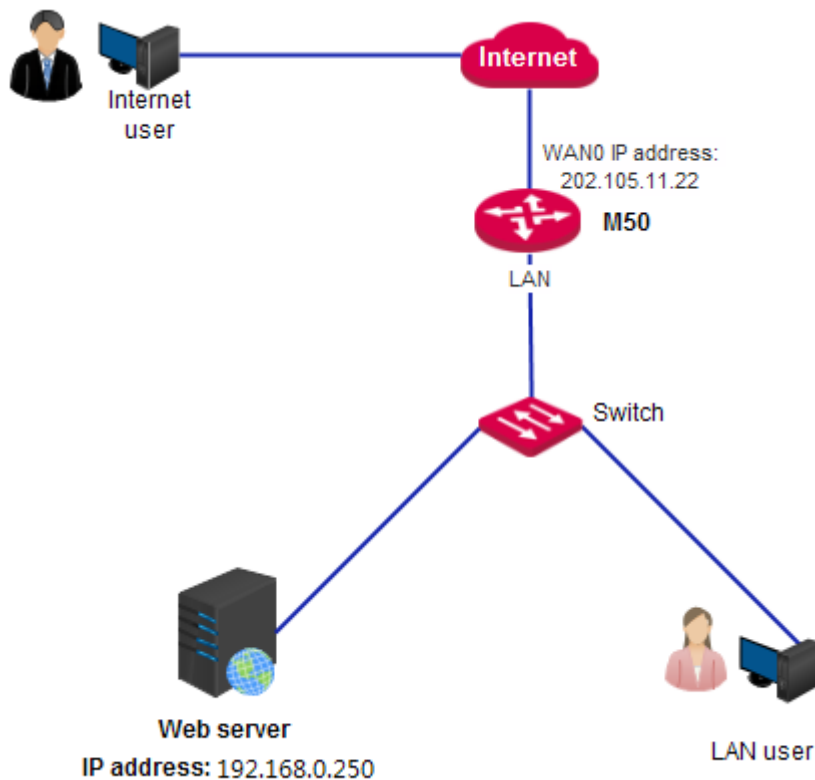 Internet
user
Internet
WAN0 IP address:
202.105.11.22
M50
LAN
Switch
Web server
IP address: 192.168.0.250
LAN user